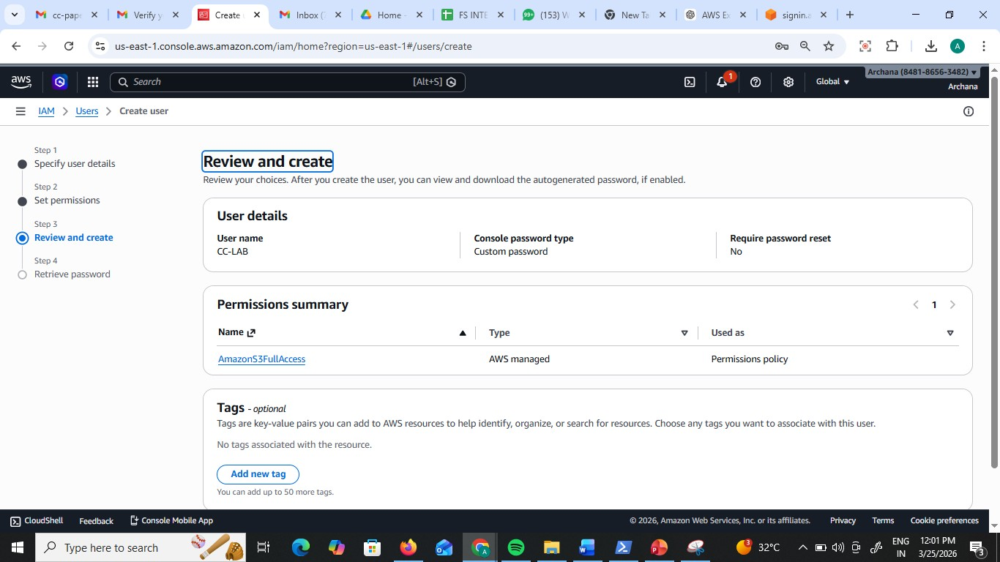 cc-pape
Verify y
Create u
Inbox (
Home -
FS INTE
99+
(153) W
New Ta
AWS Ex
signin.a
us-east-1.console.aws.amazon.com/iam/home?region=us-east-1#/users/create
A
aws
Search
[Alt+S]
1
Global
Archana (8481-8656-3482)
Archana
IAM
Users
Create user
Step 1
Specify user details
Step 2
Set permissions
Step 3
Review and create
Step 4
Retrieve password
Review and create
Review your choices. After you create the user, you can view and download the autogenerated password, if enabled.
User details
User name
CC-LAB
Console password type
Custom password
Require password reset
No
Permissions summary
1
Name
Type
Used as
AmazonS3FullAccess
AWS managed
Permissions policy
Tags - optional
Tags are key-value pairs you can add to AWS resources to help identify, organize, or search for resources. Choose any tags you want to associate with this user.
No tags associated with the resource.
Add new tag
You can add up to 50 more tags.
CloudShell
Feedback
Console Mobile App
© 2026, Amazon Web Services, Inc. or its affiliates.
Privacy
Terms
Cookie preferences
Type here to search
3
32°C
ENG
IN
12:01 PM
3/25/2026
3